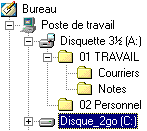 Bureau
Poste de travail
Disquette 3½ (A:)
01 TRAVAIL
Courriers
Notes
02 Personnel
Disque_2go (C:)